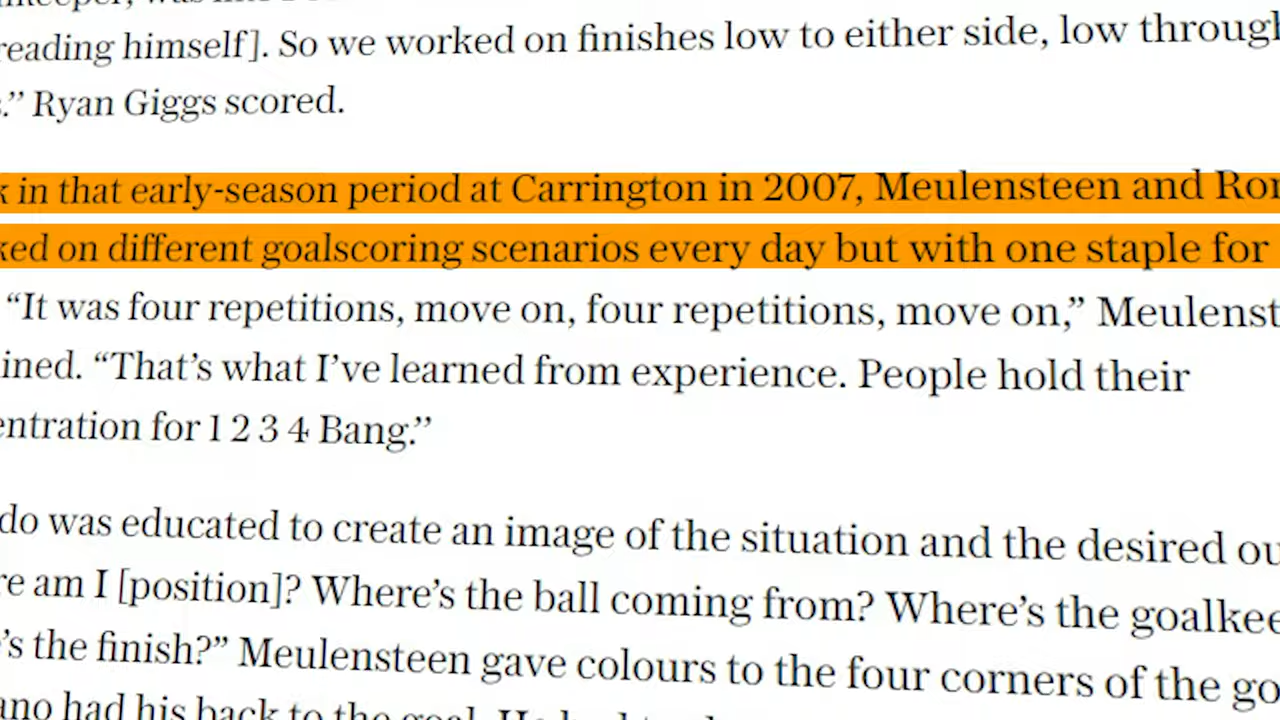 reading himself]. So we worked on finishes low to either side, low through
.” Ryan Giggs scored.
k in that early-season period at Carrington in 2007, Meulensteen and Ron
ked on different goalscoring scenarios every day but with one staple for
“It was four repetitions, move on, four repetitions, move on,” Meulenst
ined. “That’s what I’ve learned from experience. People hold their
entration for 1 2 3 4 Bang.”
do was educated to create an image of the situation and the desired ou
re am I [position]? Where’s the ball coming from? Where’s the goalkee
’s the finish?” Meulensteen gave colours to the four corners of the go
ano had his back to the goal. He had to